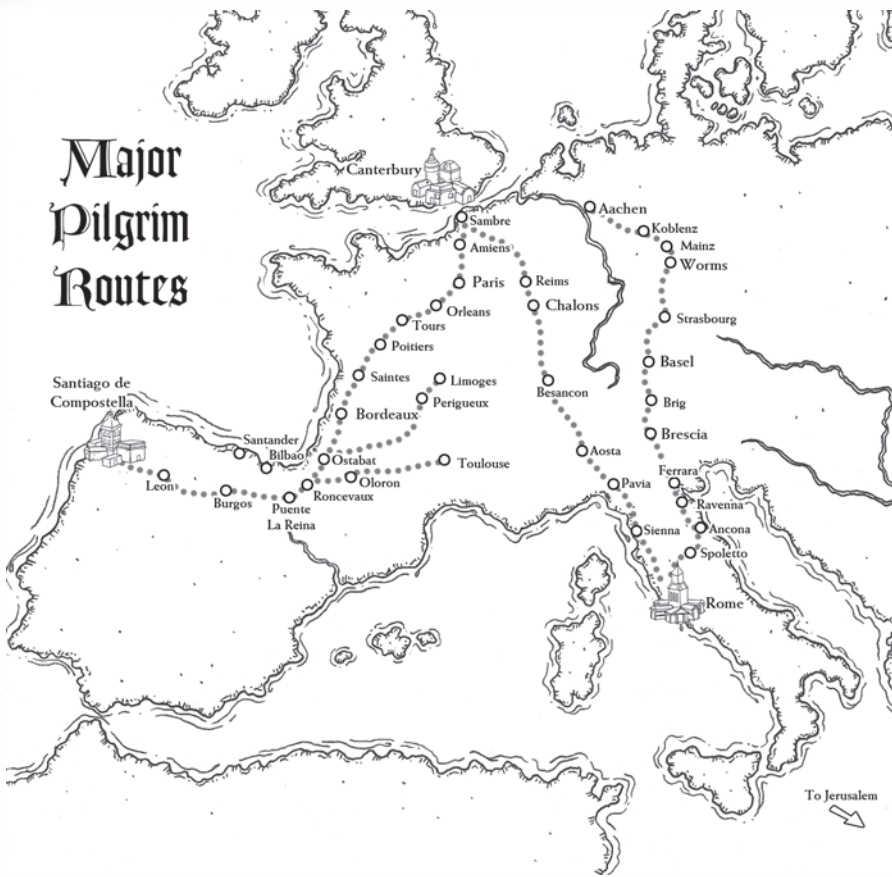 Major
Pilgrim
Routes
Canterbury
Sambre
Amiens
Paris
Orleans
Tours
Poitiers
Saintes
Bordeaux
Limoges
Perigueux
Ostabat
Oloron
Toulouse
Roncevaux
Santiago de
Compostella
Santander
Bilbao
Leon
Burgos
Puente
La Reina
Reims
Chalons
Besancon
Aosta
Pavia
Sienna
Aachen
Koblenz
Mainz
Worms
Strasbourg
Basel
Brig
Brescia
Ferrara
Ravenna
Ancona
Spoletto
Rome
To Jerusalem